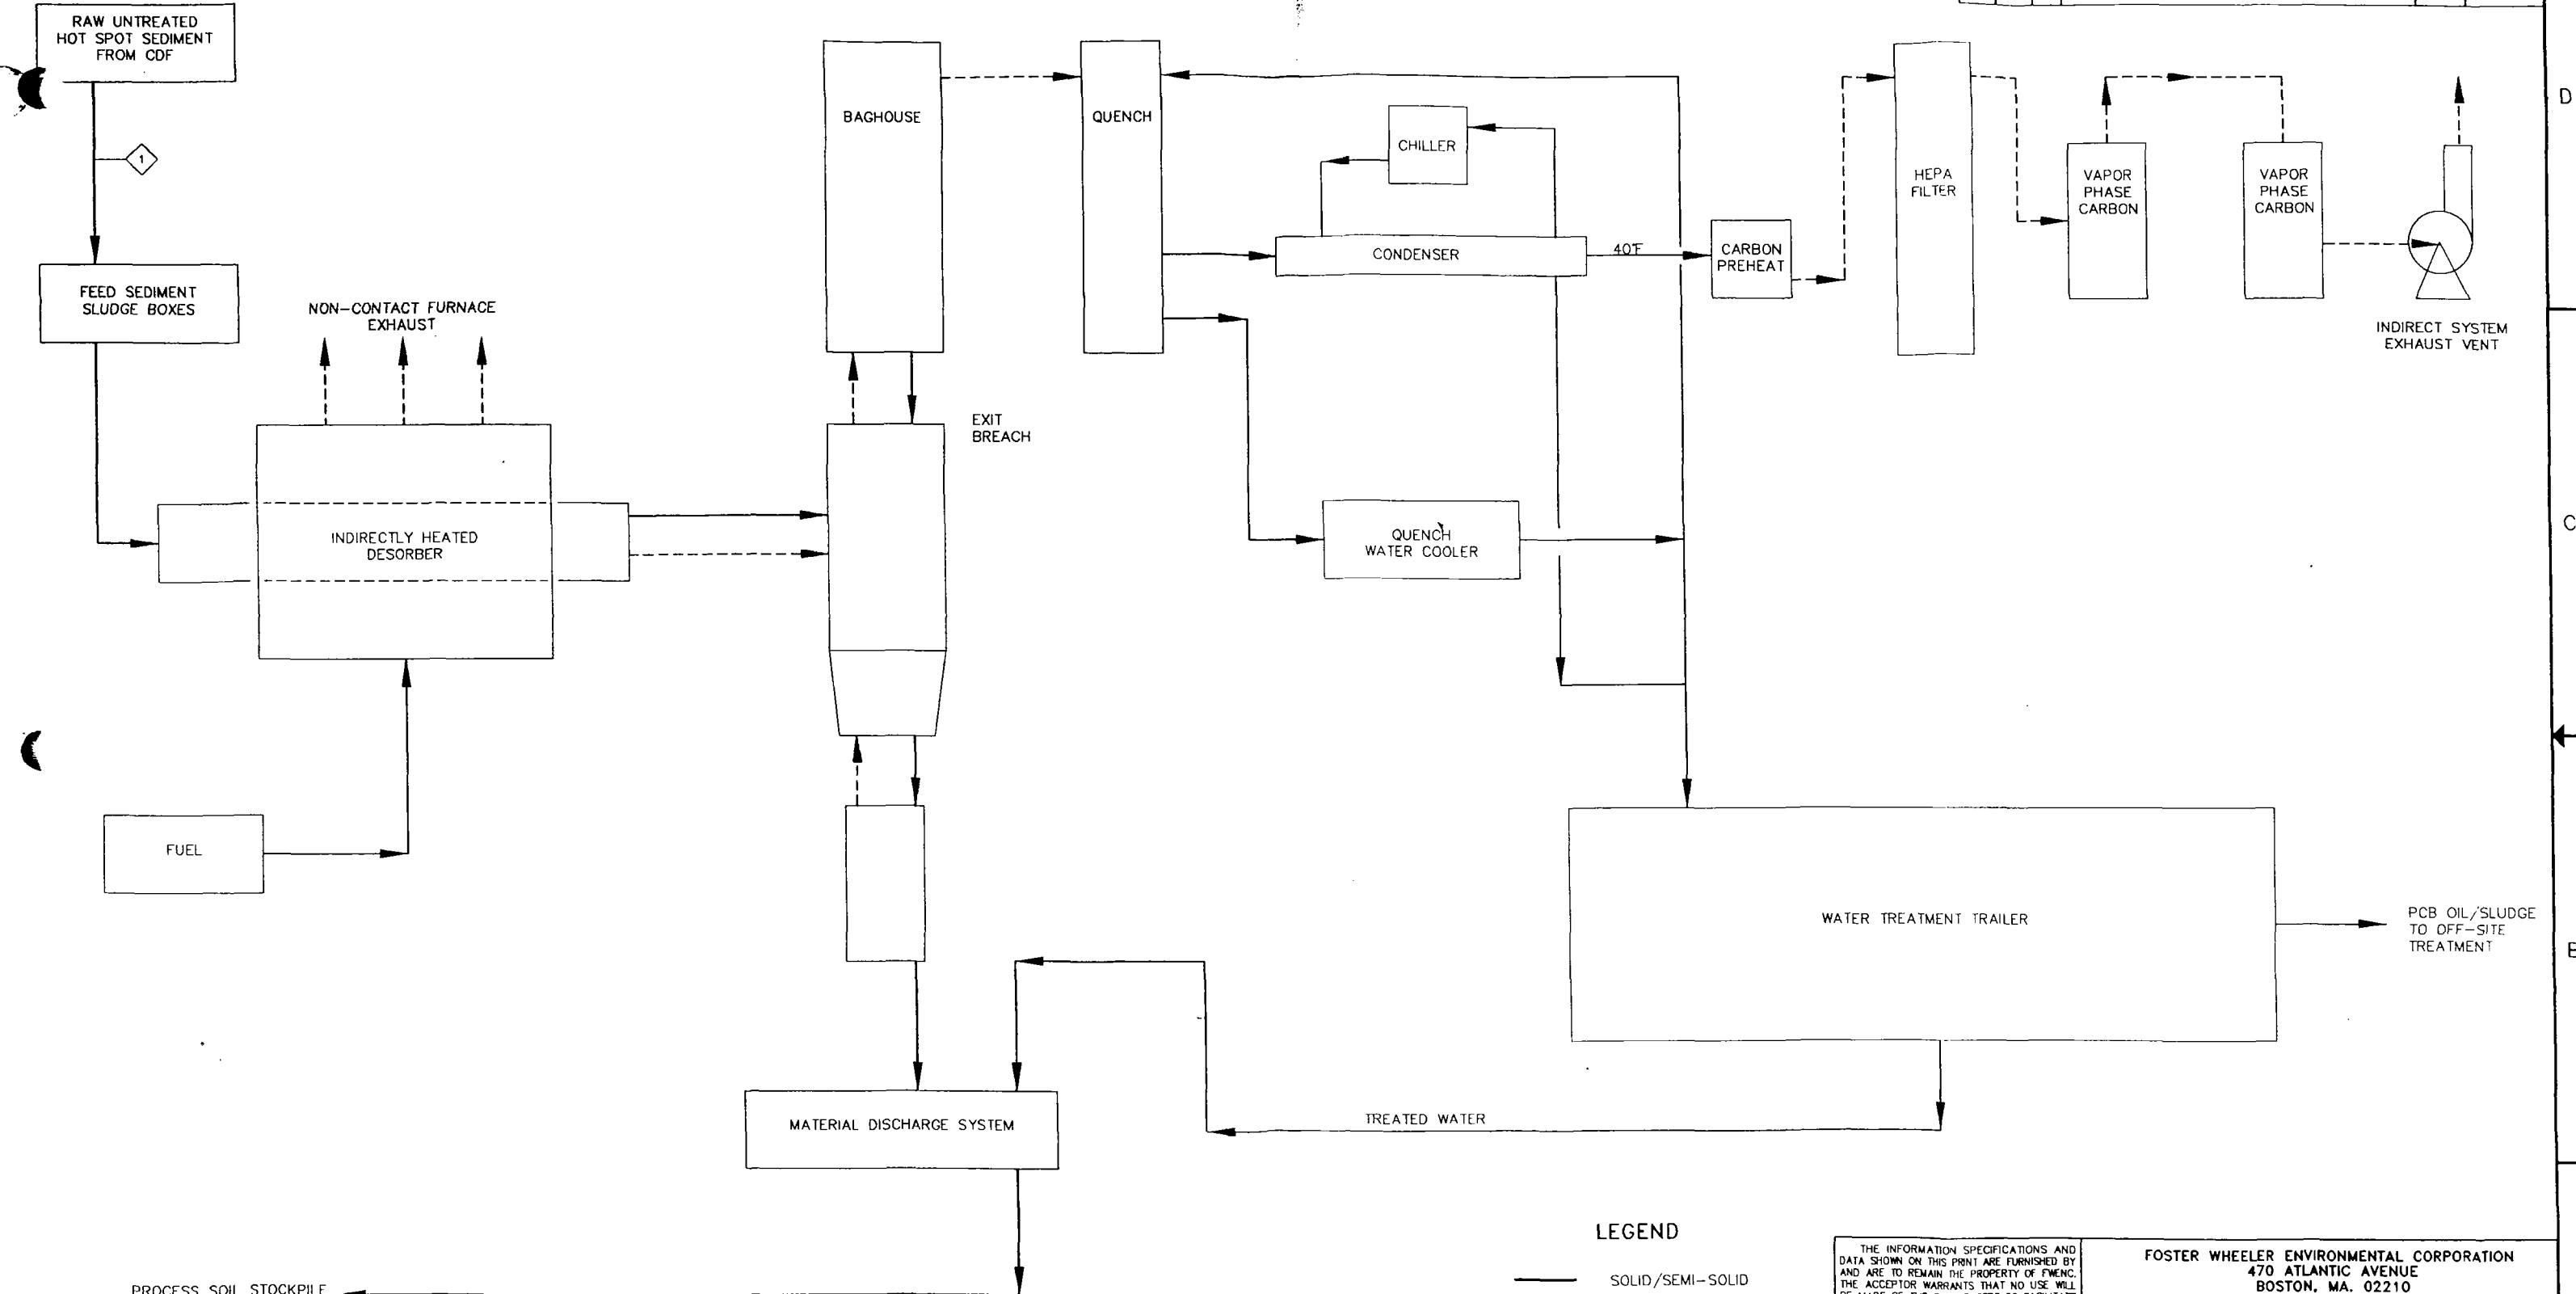 RAW UNTREATED
HOT SPOT SEDIMENT
FROM CDF
1
FEED SEDIMENT
SLUDGE BOXES
NON-CONTACT FURNACE
EXHAUST
INDIRECTLY HEATED
DESORBER
FUEL
BAGHOUSE
EXIT
BREACH
QUENCH
CHILLER
CONDENSER
40°F
QUENCH
WATER COOLER
CARBON
PREHEAT
HEPA
FILTER
VAPOR
PHASE
CARBON
VAPOR
PHASE
CARBON
INDIRECT SYSTEM
EXHAUST VENT
D
C
WATER TREATMENT TRAILER
PCB OIL/SLUDGE
TO OFF-SITE
TREATMENT
B
MATERIAL DISCHARGE SYSTEM
TREATED WATER
PROCESS SOIL STOCKPILE
LEGEND
SOLID/SEMI-SOLID
THE INFORMATION SPECIFICATIONS AND
DATA SHOWN ON THIS PRINT ARE FURNISHED BY
AND ARE TO REMAIN THE PROPERTY OF FWENC.
THE ACCEPTOR WARRANTS THAT NO USE WILL
FOSTER WHEELER ENVIRONMENTAL CORPORATION
470 ATLANTIC AVENUE
BOSTON, MA. 02210